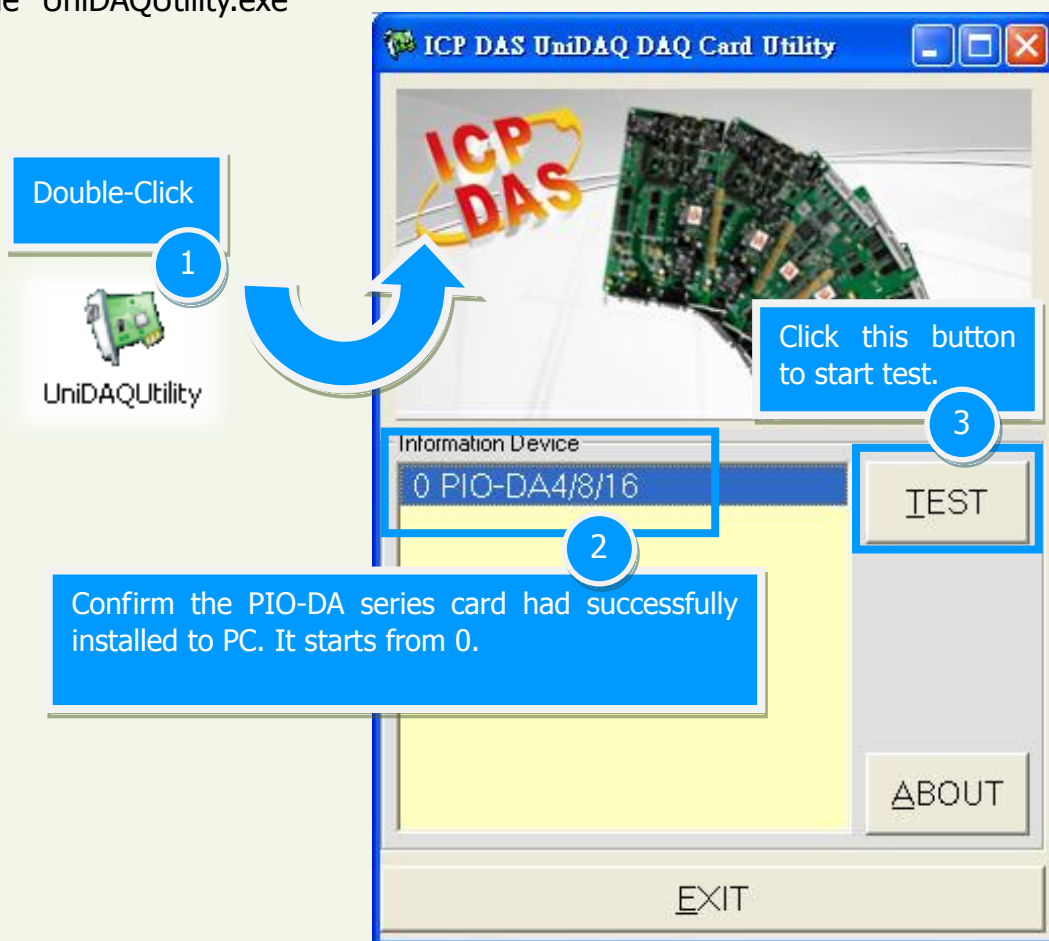 UniDAQUtility.exe
ICP DAS UniDAQ DAQ Card Utility
ICP
DAS
Double-Click
1
UniDAQUtility
Click this button
to start test.
3
Information Device
0 PIO-DA4/8/16
TEST
2
Confirm the PIO-DA series card had successfully
installed to PC. It starts from 0.
ABOUT
EXIT